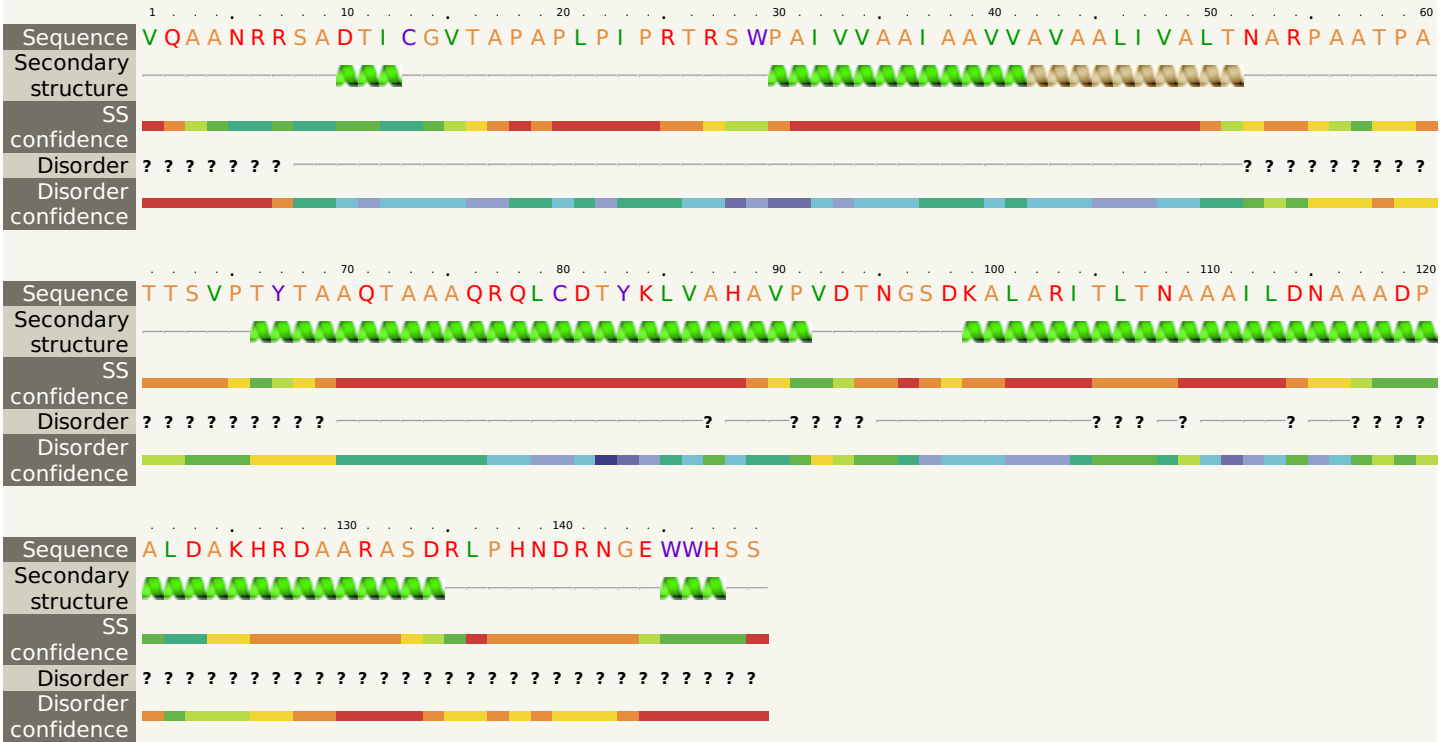 1 10 20 30 40 50 60
Sequence V Q A A N R R S A D T I C G V T A P A P L P I P R T R S W P A I V V A A I A A V V A V A A L I V A L T N A R P A A T P A
Secondary
structure
SS
confidence
Disorder ? ? ? ? ? ? ? ? ? ? ? ? ? ? ? ?
Disorder
confidence
70 80 90 100 110 120
Sequence T T S V P T Y T A A Q T A A A Q R Q L C D T Y K L V A H A V P V D T N G S D K A L A R I T L T N A A A I L D N A A A D P
Secondary
structure
SS
confidence
Disorder ? ? ? ? ? ? ? ? ? ? ? ? ? ? ? ? ? ? ? ? ? ? ?
Disorder
confidence
130 140
Sequence A L D A K H R D A A R A S D R L P H N D R N G E W W H S S
Secondary
structure
SS
confidence
Disorder ? ? ? ? ? ? ? ? ? ? ? ? ? ? ? ? ? ? ? ? ? ? ? ? ? ? ? ? ?
Disorder
confidence